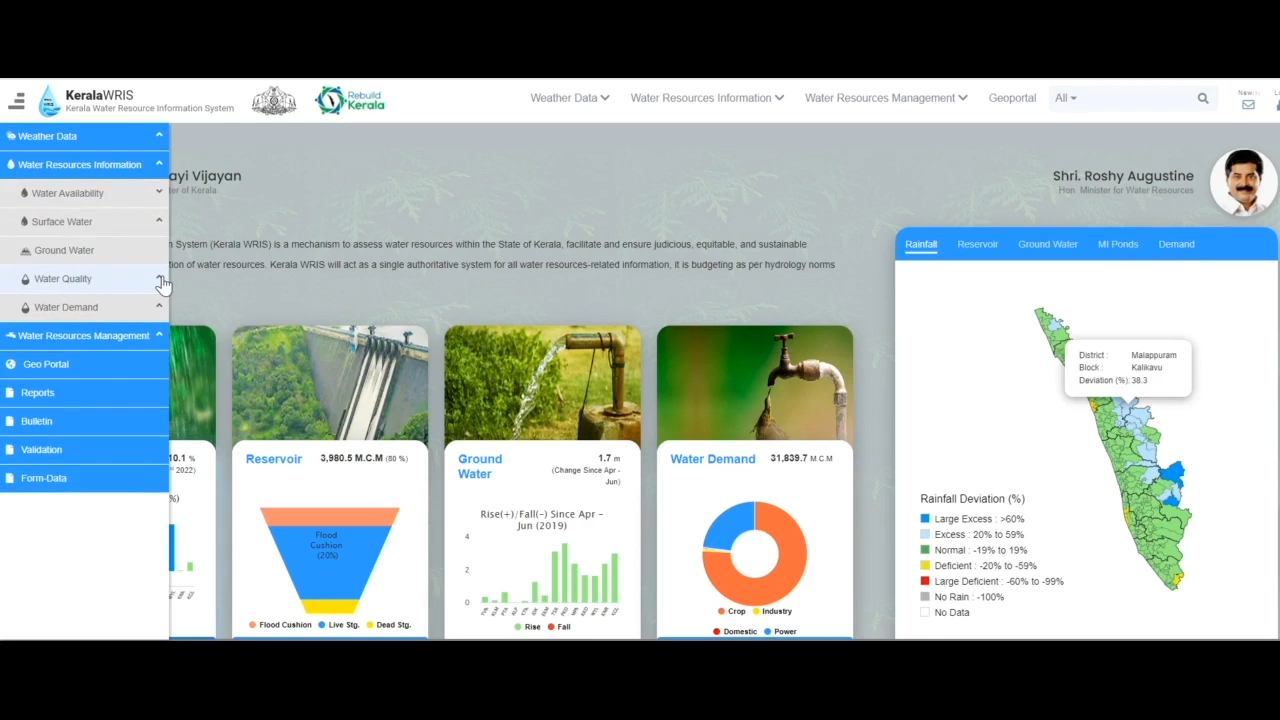 KeralaWRIS
Kerala Water Resource Information System
Rebuild
Kerala
Weather Data
Water Resources Information
Water Resources Management
Geoportal
All
Weather Data
Water Resources Information
Water Availability
Surface Water
Ground Water
Water Quality
Water Demand
Water Resources Management
Geo Portal
Reports
Bulletin
Validation
Form-Data
ayi Vijayan
ter of Kerala
Shri. Roshy Augustine
Hon. Minister for Water Resources
System (Kerala WRIS) is a mechanism to assess water resources within the State of Kerala, facilitate and ensure judicious, equitable, and sustainable
tion of water resources. Kerala WRIS will act as a single authoritative system for all water resources-related information, it is budgeting as per hydrology norms
Rainfall
Reservoir
Ground Water
MI Ponds
Demand
District : Malappuram
Block : Kalikavu
Deviation (%): 38.3
Rainfall Deviation (%)
Large Excess : >60%
Excess : 20% to 59%
Normal : -19% to 19%
Deficient : -20% to -59%
Large Deficient : -60% to -99%
No Rain : -100%
No Data
10.1 %
2022)
%)
Reservoir 3,980.5 M.C.M (80 %)
Flood
Cushion
(20%)
Flood Cushion Live Stg. Dead Stg.
Ground
Water
1.7 m
(Change Since Apr -
Jun)
Rise(+)/Fall(-) Since Apr –
Jun (2019)
4
2
0
Rise Fall
Water Demand 31,839.7 M.C.M
Crop Industry
Domestic Power